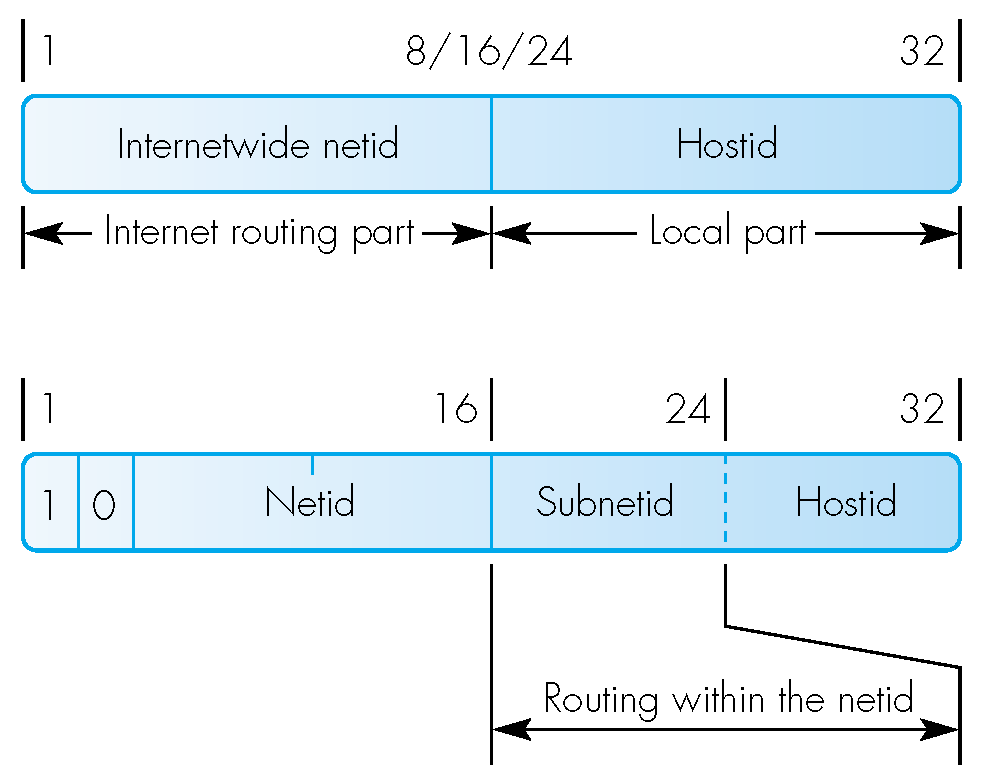 1 8/16/24 32
Internetwide netid Hostid
Internet routing part Local part
1 16 24 32
1 0 Netid Subnetid Hostid
Routing within the netid